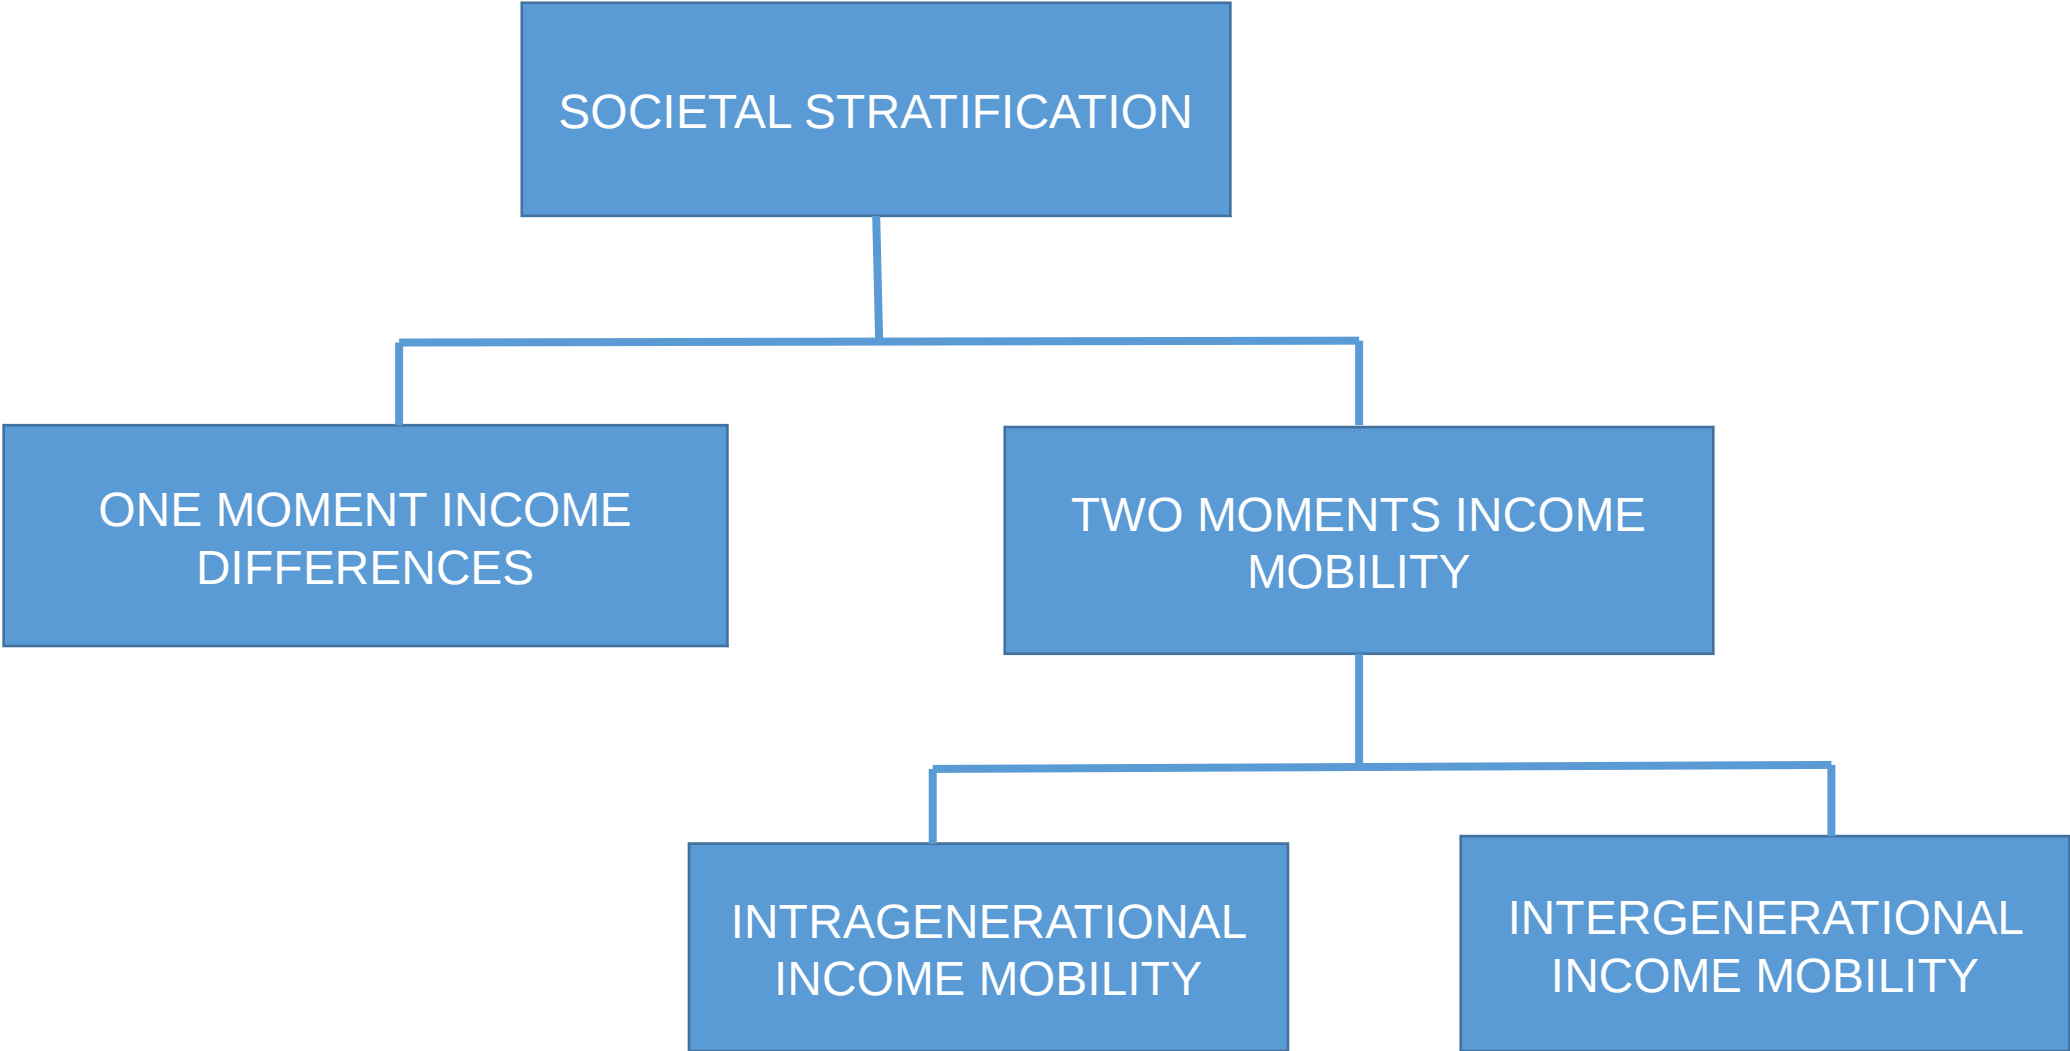 SOCIETAL STRATIFICATION
ONE MOMENT INCOME
DIFFERENCES
TWO MOMENTS INCOME
MOBILITY
INTRAGENERATIONAL
INCOME MOBILITY
INTERGENERATIONAL
INCOME MOBILITY